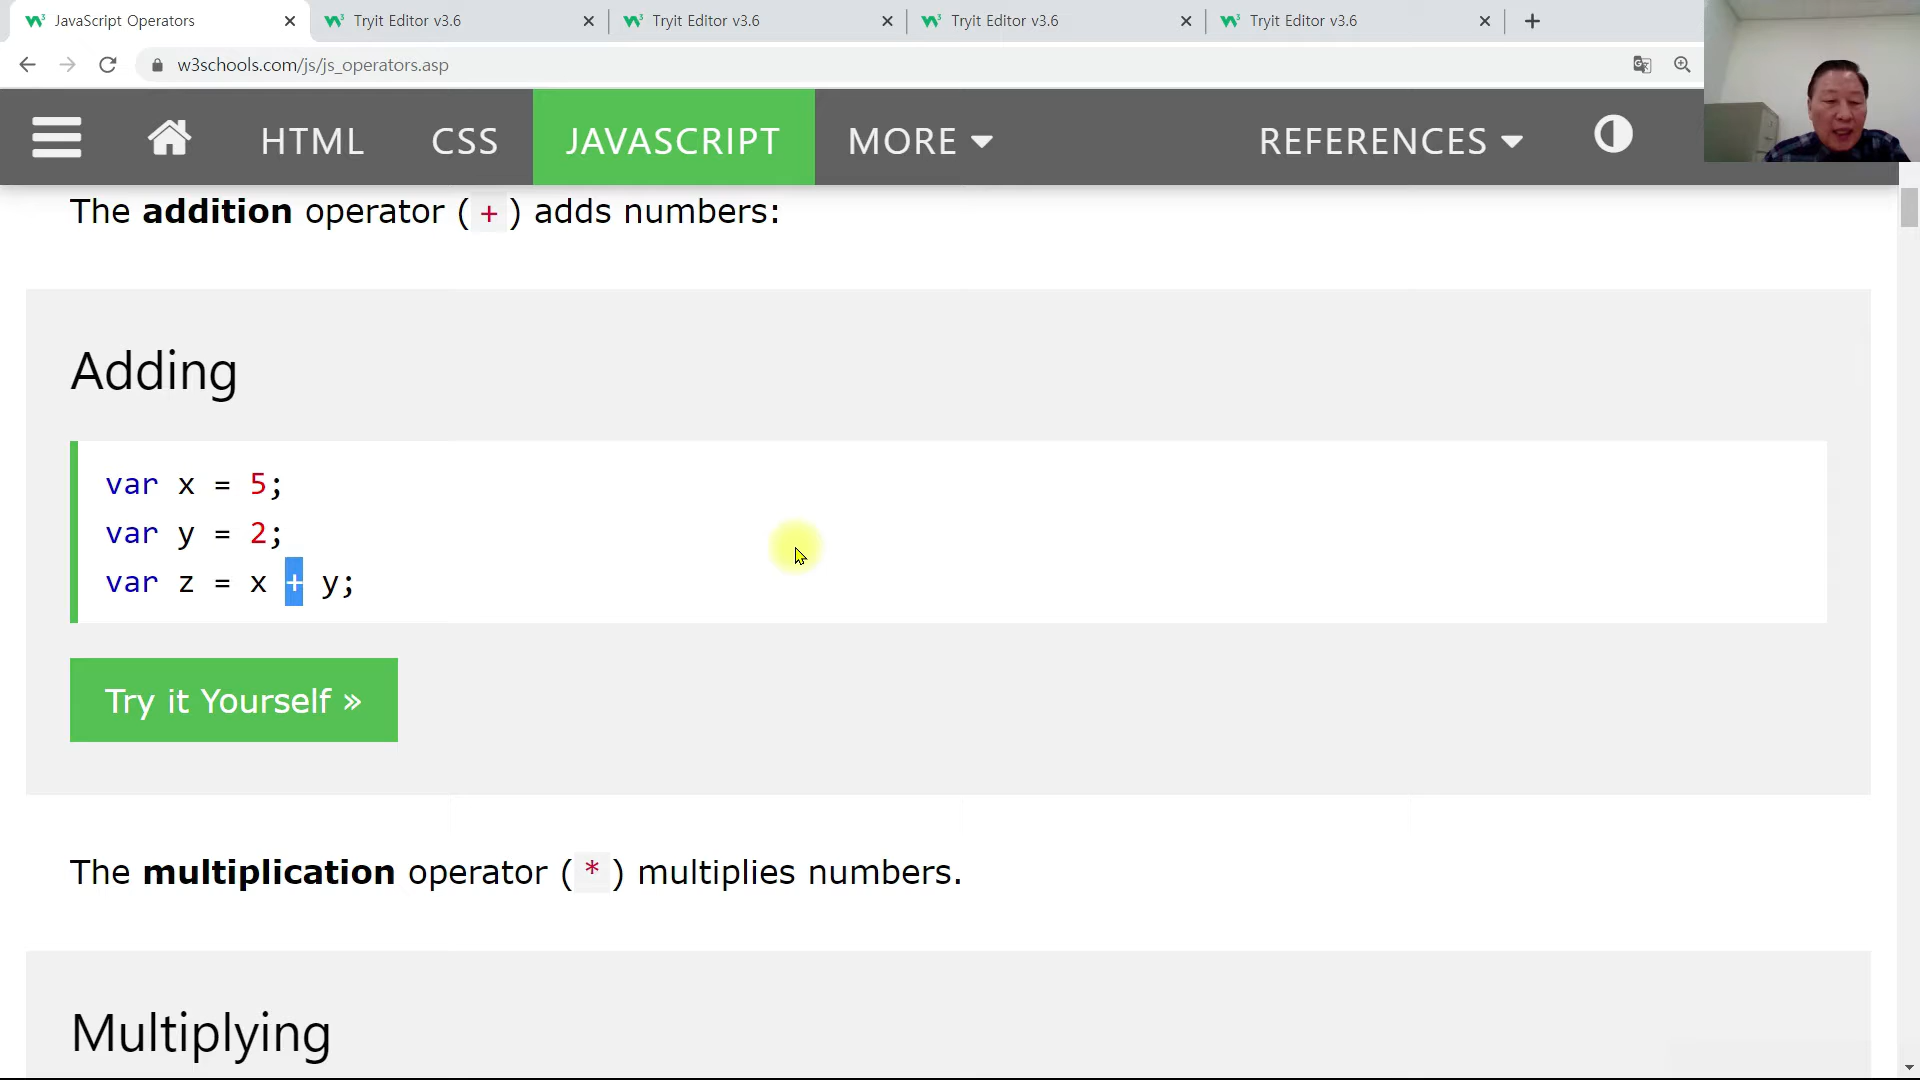 JavaScript Operators
Tryit Editor v3.6
Tryit Editor v3.6
Tryit Editor v3.6
Tryit Editor v3.6
w3schools.com/js/js_operators.asp
HTML
CSS
JAVASCRIPT
MORE
REFERENCES
The addition operator ( + ) adds numbers:
Adding
var x = 5;
var y = 2;
var z = x + y;
Try it Yourself »
The multiplication operator ( * ) multiplies numbers.
Multiplying